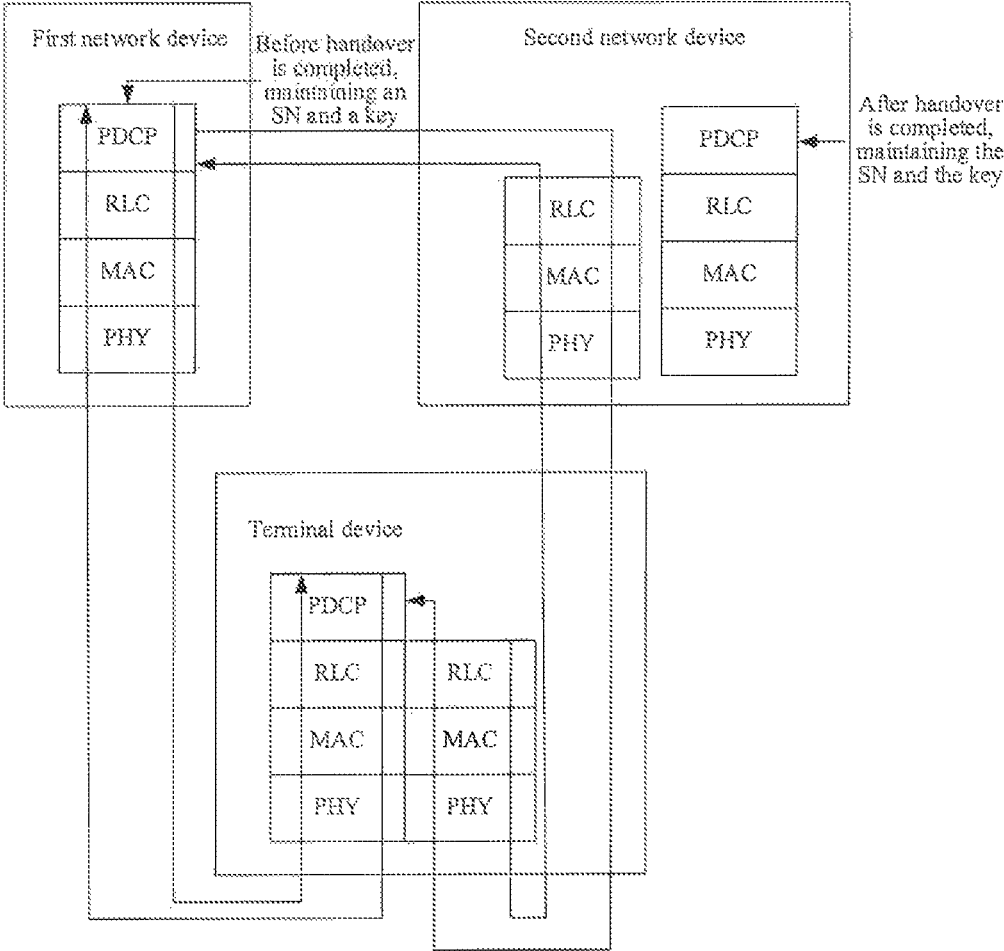 First network device
Before handover
is completed,
maintaining an
SN and a key
Second network device
After handover
is completed,
maintaining the
SN and the key
PDCP
RLC
MAC
PHY
RLC
MAC
PHY
PDCP
RLC
MAC
PHY
Terminal device
PDCP
RLC
MAC
PHY
RLC
MAC
PHY